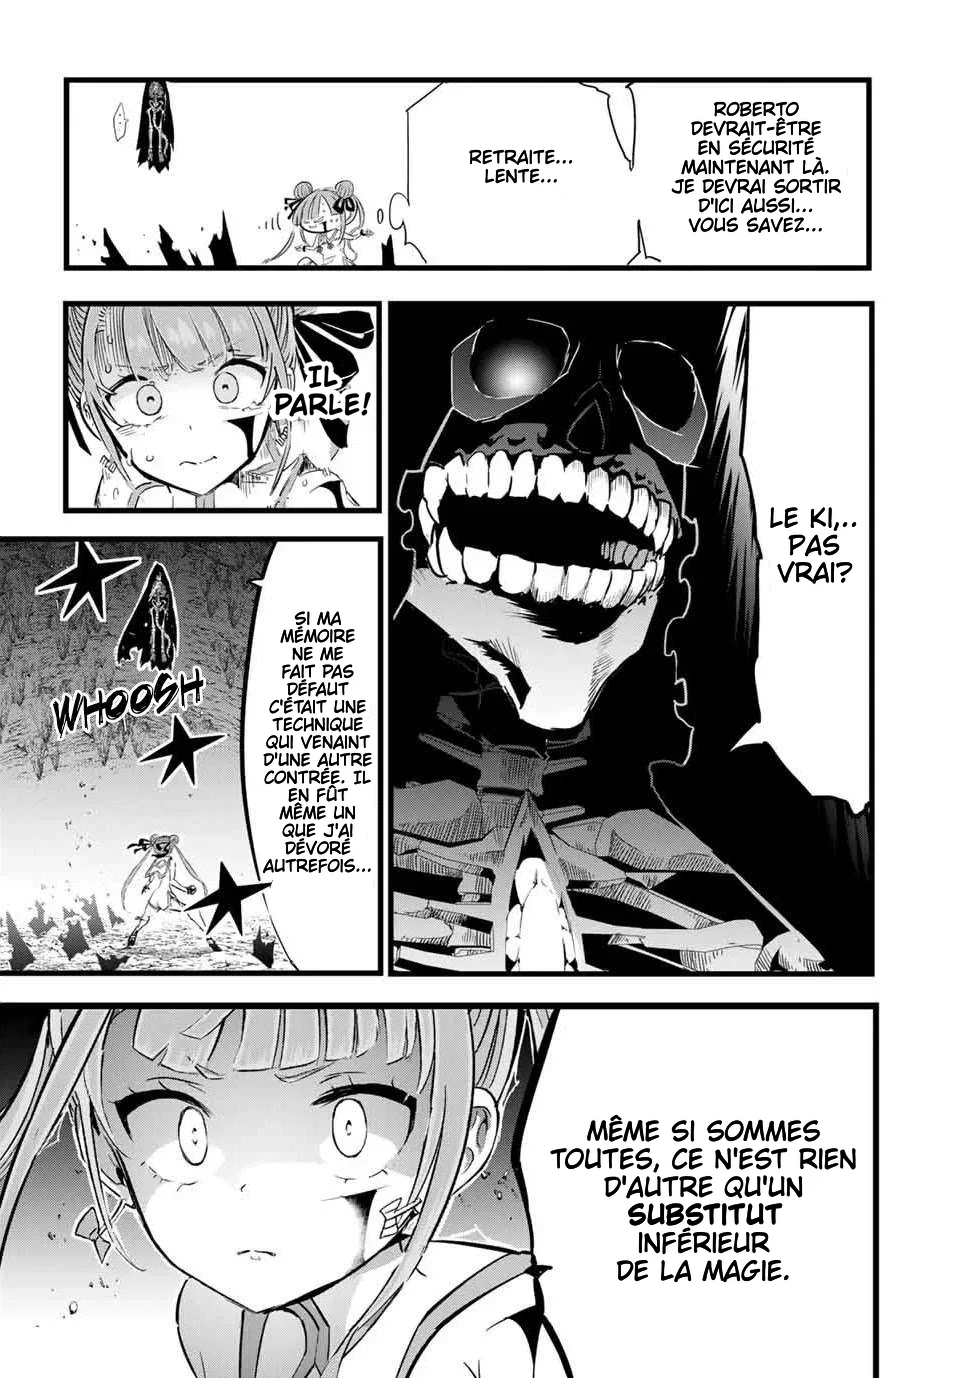 ROBERTO
DEVRAIT-ÊTRE
EN SÉCURITÉ
MAINTENANT LÀ.
JE DEVRAI SORTIR
D'ICI AUSSI...
VOUS SAVEZ...
RETRAITE...
LENTE...
...
LE KI,..
PAS
VRAI?
IL
PARLE!
SI MA
MÉMOIRE
NE ME
FAIT PAS
DÉFAUT
C'ÉTAIT UNE
TECHNIQUE
QUI VENAINT
D'UNE AUTRE
CONTRÉE. IL
EN FÛT
MÊME UN
QUE J'AI
DÉVORÉ
AUTREFOIS...
WHOOSH
MÊME SI SOMMES
TOUTES, CE N'EST RIEN
D'AUTRE QU'UN
SUBSTITUT
INFÉRIEUR
DE LA MAGIE.